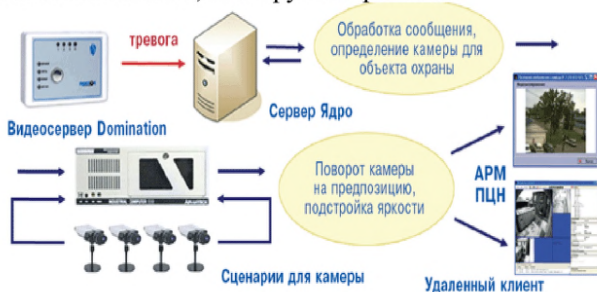 тревога
Обработка сообщения,
определение камеры для
объекта охраны
Сервер Ядро
Видеосервер Domination
Поворот камеры
на предпозицию,
подстройка яркости
АРМ
ПЦН
Сценарии для камеры
Удаленный клиент